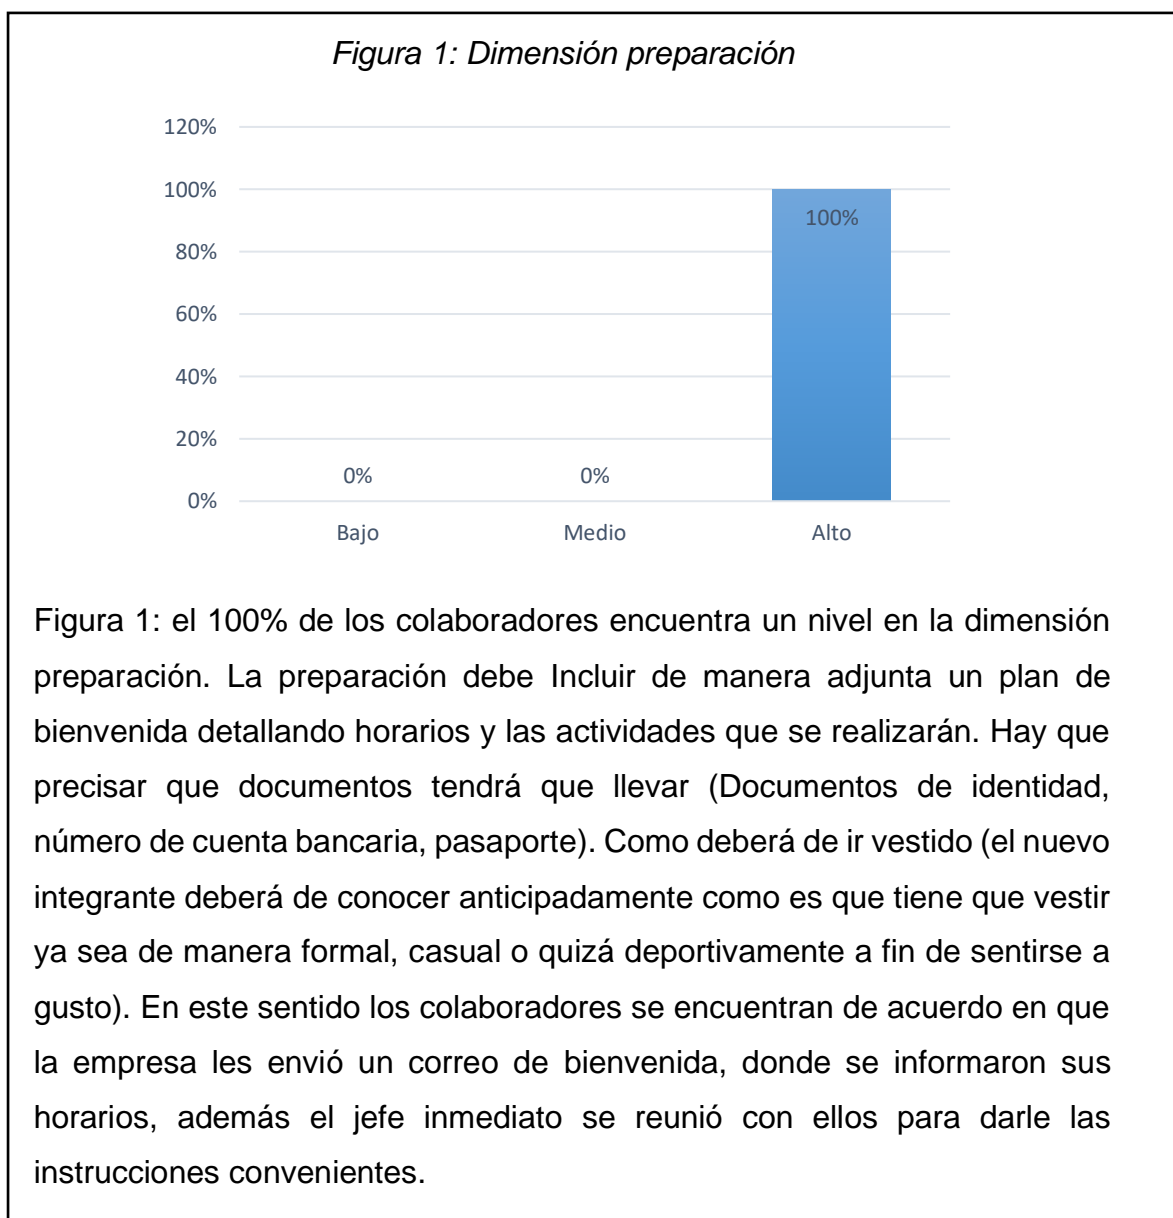 Figura 1: Dimensión preparación
120%
100%
80%
60%
40%
20%
0%
100%
0%
0%
Bajo
Medio
Alto
Figura 1: el 100% de los colaboradores encuentra un nivel en la dimensión
preparación. La preparación debe Incluir de manera adjunta un plan de
bienvenida detallando horarios y las actividades que se realizarán. Hay que
precisar que documentos tendrá que llevar (Documentos de identidad,
número de cuenta bancaria, pasaporte). Como deberá de ir vestido (el nuevo
integrante deberá de conocer anticipadamente como es que tiene que vestir
ya sea de manera formal, casual o quizá deportivamente a fin de sentirse a
gusto). En este sentido los colaboradores se encuentran de acuerdo en que
la empresa les envió un correo de bienvenida, donde se informaron sus
horarios, además el jefe inmediato se reunió con ellos para darle las
instrucciones convenientes.